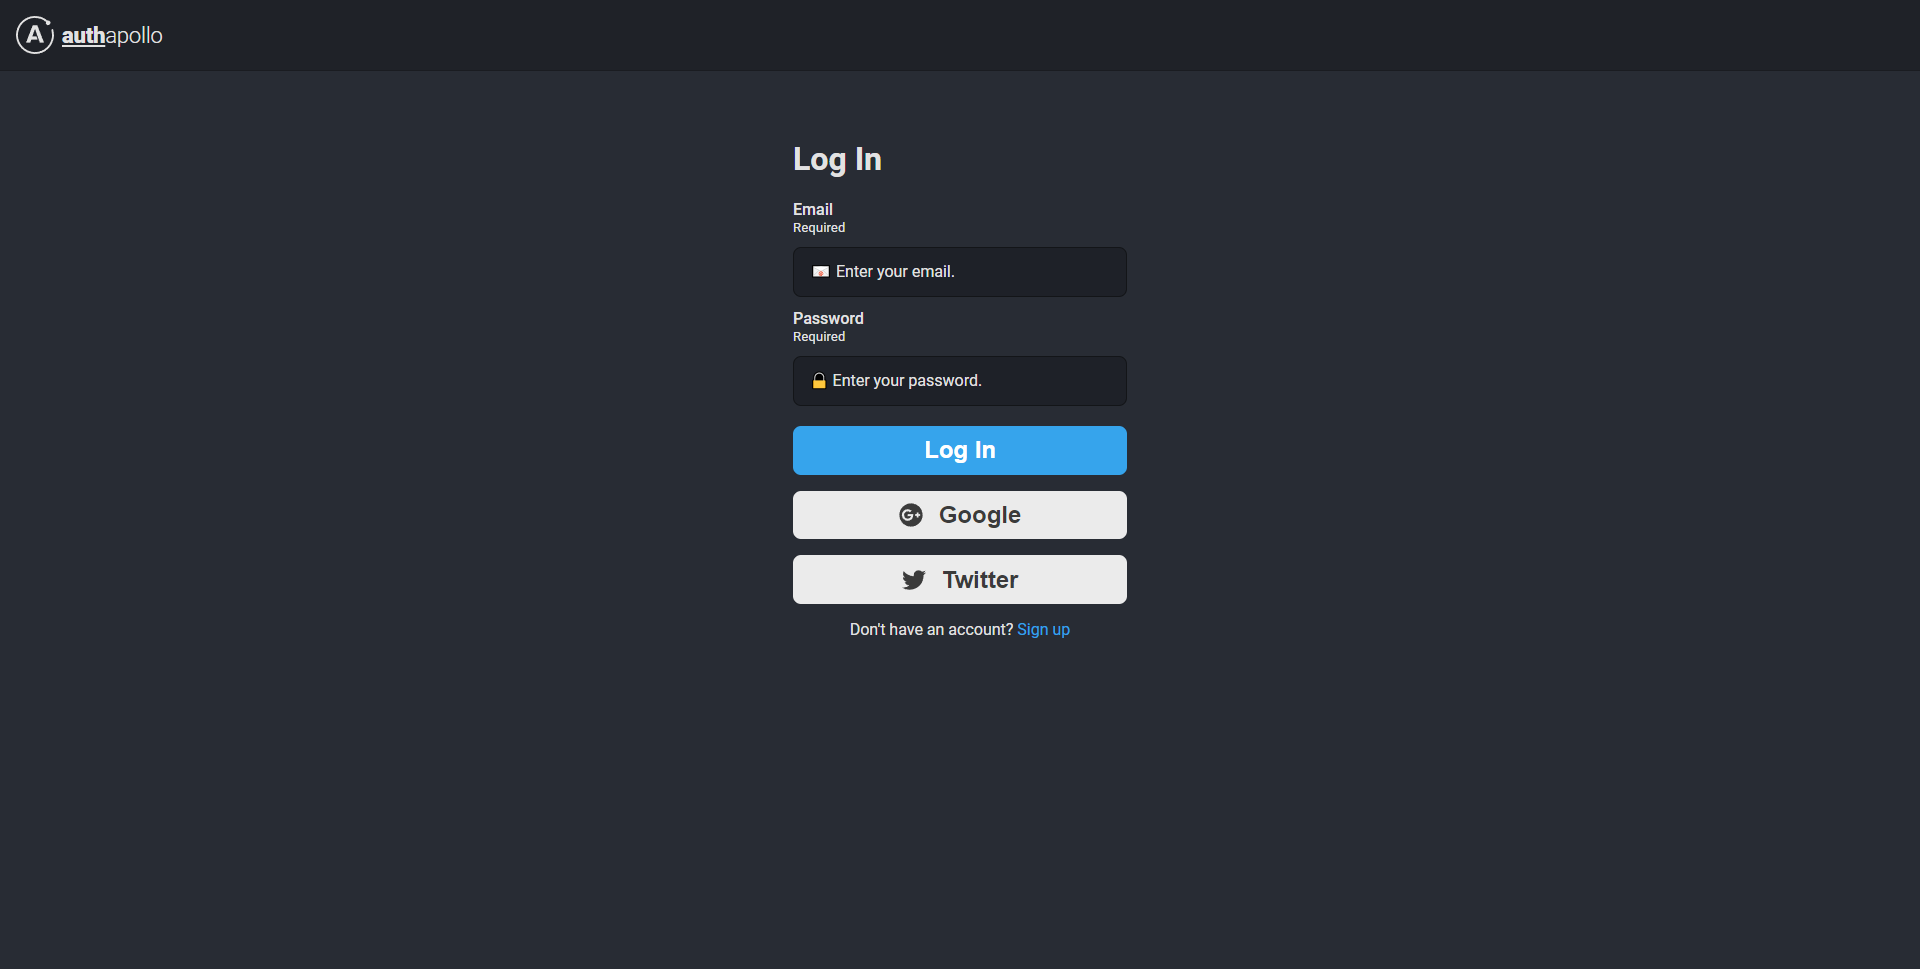 authapollo
Log In
Email
Required
Enter your email.
Password
Required
Enter your password.
Log In
G+ Google
Twitter
Don't have an account? Sign up